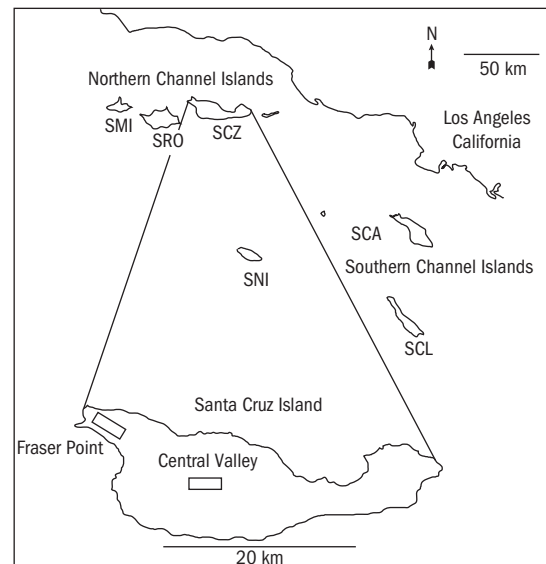 N
50 km
Northern Channel Islands
Los Angeles
California
SMI
SRO
SCZ
SCA
Southern Channel Islands
SNI
SCL
Santa Cruz Island
Fraser Point
Central Valley
20 km